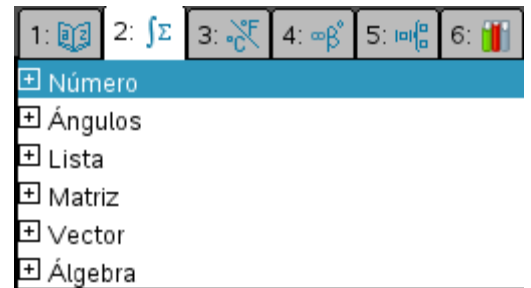 1: 2: ∫Σ 3: °C°F 4: ∞β° 5: 6:
Número
Ángulos
Lista
Matriz
Vector
Álgebra